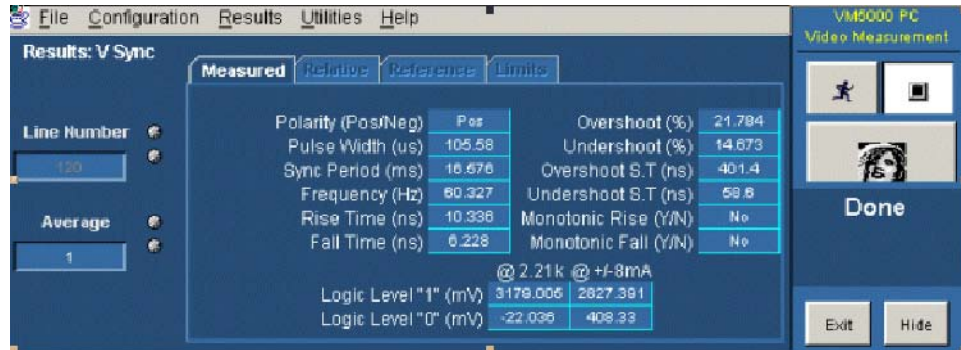 File Configuration Results Utilities Help
VM5000 PC
Video Measurement
Results: V Sync
Measured Relative Reference Limits
Line Number
120
Average
1
Polarity (Pos/Neg) Pos
Pulse Width (us) 105.58
Sync Period (ms) 16.576
Frequency (Hz) 60.327
Rise Time (ns) 10.336
Fall Time (ns) 6.228
Overshoot (%) 21.784
Undershoot (%) 14.673
Overshoot S.T (ns) 401.4
Undershoot S.T (ns) 58.6
Monotonic Rise (Y/N) No
Monotonic Fall (Y/N) No
@ 2.21k @ +/-8mA
Logic Level "1" (mV) 3179.006 2827.391
Logic Level "0" (mV) -22.036 408.33
Done
Exit Hide